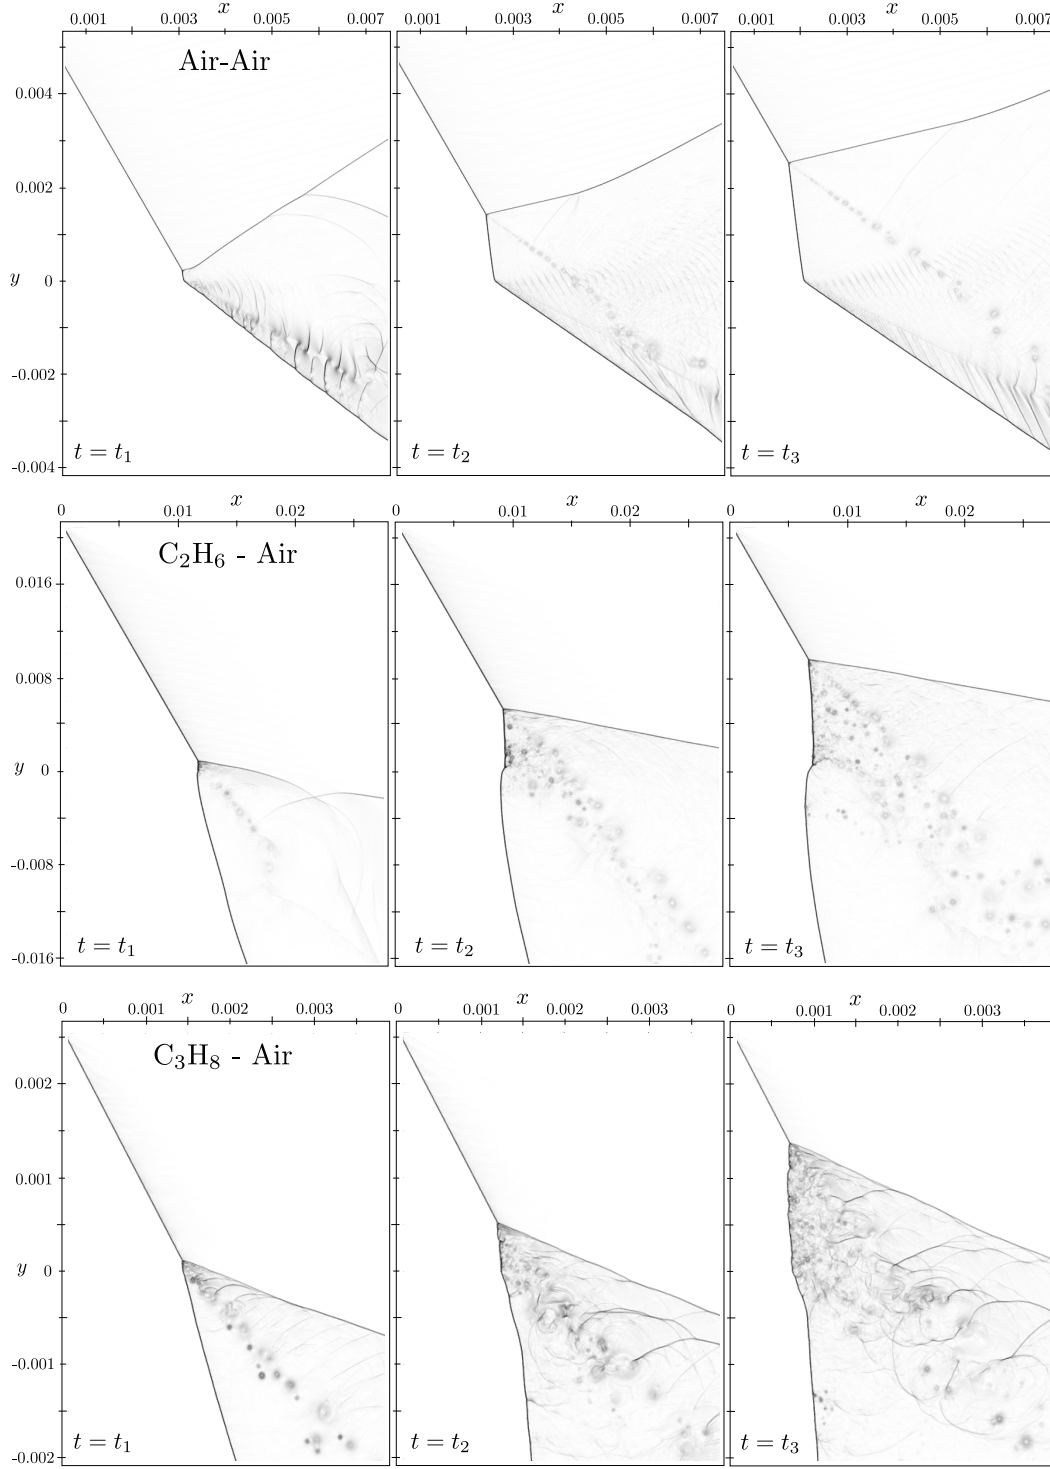 x x x
0.001 0.003 0.005 0.007 0.001 0.003 0.005 0.007 0.001 0.003 0.005 0.007
Air-Air
0.004
0.002
y 0
-0.002
-0.004
t = t₁ t = t₂ t = t₃
x x x
0 0.01 0.02 0 0.01 0.02 0 0.01 0.02
C₂H₆ - Air
0.016
0.008
y 0
-0.008
-0.016
t = t₁ t = t₂ t = t₃
x x x
0 0.001 0.002 0.003 0 0.001 0.002 0.003 0 0.001 0.002 0.003
C₃H₈ - Air
0.002
0.001
y 0
-0.001
-0.002
t = t₁ t = t₂ t = t₃